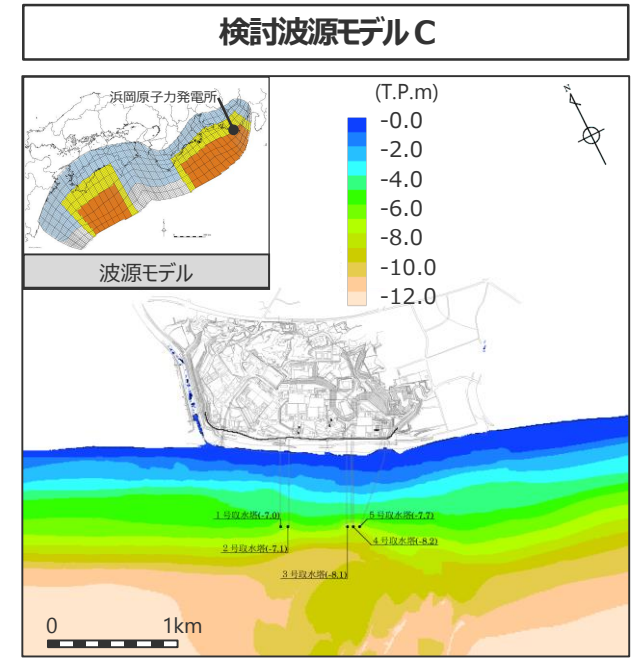 検討波源モデルC
浜岡原子力発電所
波源モデル
(T.P.m)
-0.0
-2.0
-4.0
-6.0
-8.0
-10.0
-12.0
N
1号取水塔(-7.0)
5号取水塔(-7.7)
2号取水塔(-7.1)
4号取水塔(-8.2)
3号取水塔(-8.1)
0 1km